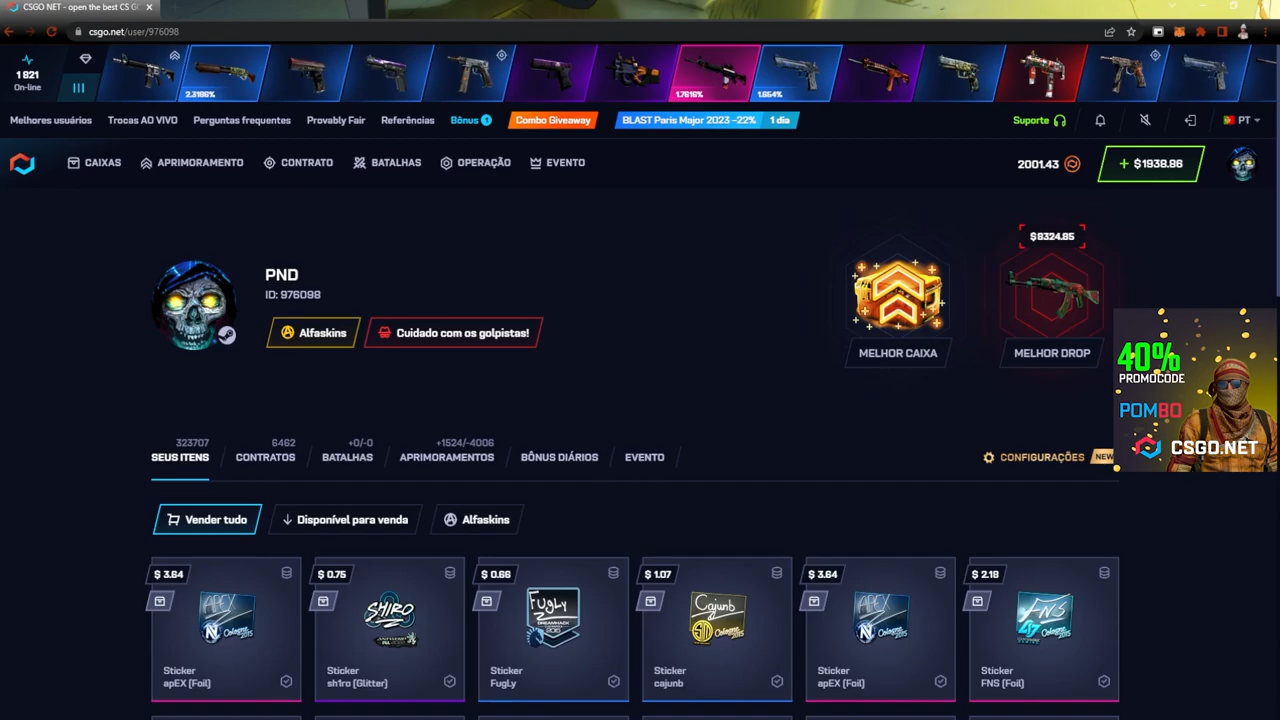 CSGO NET - open the best CS G
csgo.net/user/976098
1 821
On-line
2.3186%
1.7616%
1.654%
Melhores usuários
Trocas AO VIVO
Perguntas frequentes
Provably Fair
Referências
Bônus 1
Combo Giveaway
BLAST Paris Major 2023 -22%
1 dia
Suporte
PT
CAIXAS
APRIMORAMENTO
CONTRATO
BATALHAS
OPERAÇÃO
EVENTO
2001.43
+ $1938.86
$8324.85
PND
ID: 976098
Alfaskins
Cuidado com os golpistas!
MELHOR CAIXA
MELHOR DROP
40%
PROMOCODE
POMBO
CSGO.NET
323707
SEUS ITENS
6462
CONTRATOS
+0/-0
BATALHAS
+1524/-4006
APRIMORAMENTOS
BÔNUS DIÁRIOS
EVENTO
CONFIGURAÇÕES
NEW
Vender tudo
Disponível para venda
Alfaskins
$ 3.64
$ 0.75
$ 0.66
$ 1.07
$ 3.64
$ 2.18
Sticker
apEX (Foil)
Sticker
sh1ro (Glitter)
Sticker
FugLy
Sticker
cajunb
Sticker
apEX (Foil)
Sticker
FNS (Foil)